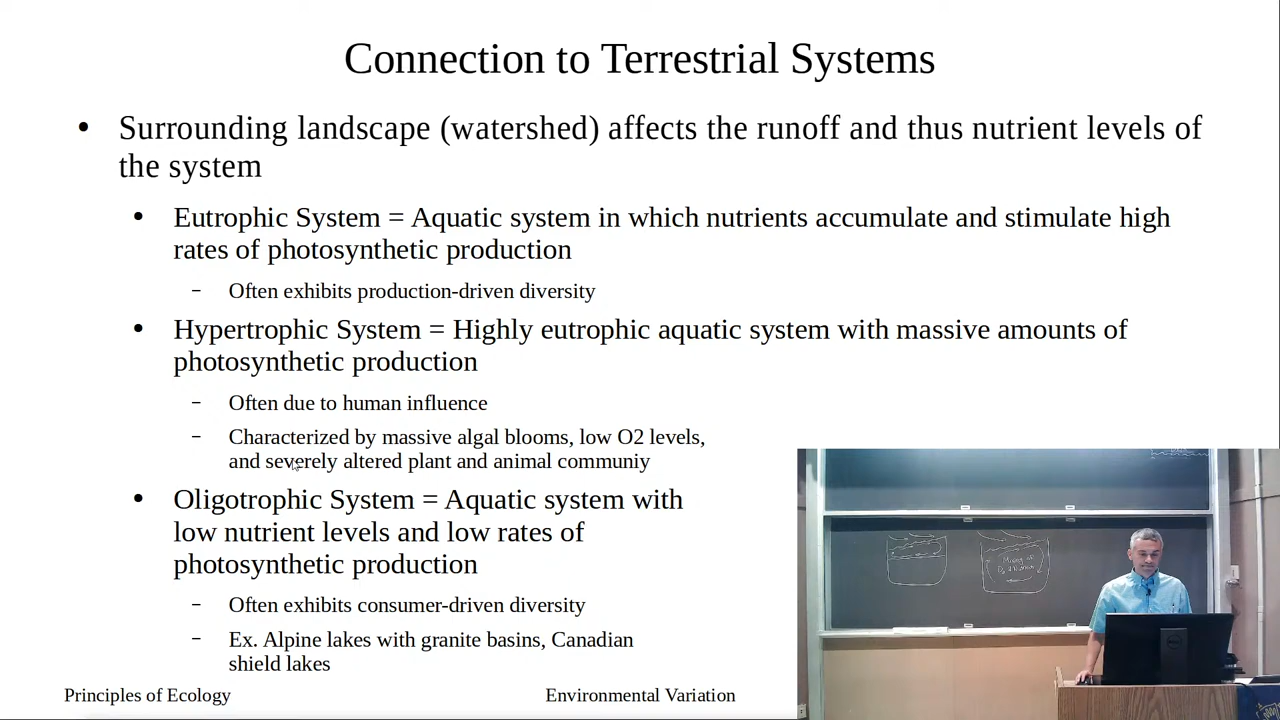 Connection to Terrestrial Systems
• Surrounding landscape (watershed) affects the runoff and thus nutrient levels of
the system
• Eutrophic System = Aquatic system in which nutrients accumulate and stimulate high
rates of photosynthetic production
– Often exhibits production-driven diversity
• Hypertrophic System = Highly eutrophic aquatic system with massive amounts of
photosynthetic production
– Often due to human influence
– Characterized by massive algal blooms, low O2 levels,
and severely altered plant and animal communiy
• Oligotrophic System = Aquatic system with
low nutrient levels and low rates of
photosynthetic production
– Often exhibits consumer-driven diversity
– Ex. Alpine lakes with granite basins, Canadian
shield lakes
Principles of Ecology
Environmental Variation
Mixing of